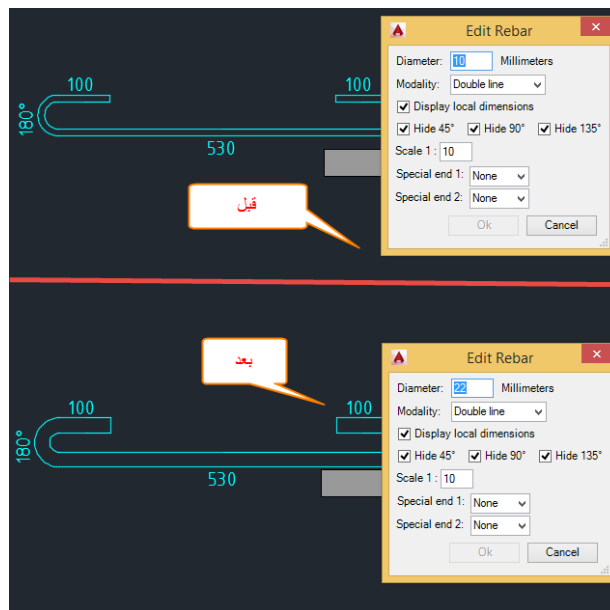 Edit Rebar
Diameter: 10 Millimeters
Modality: Double line
Display local dimensions
Hide 45° Hide 90° Hide 135°
Scale 1 : 10
Special end 1: None
Special end 2: None
Ok Cancel
100 100
180°
530
قبل
Edit Rebar
Diameter: 22 Millimeters
Modality: Double line
Display local dimensions
Hide 45° Hide 90° Hide 135°
Scale 1 : 10
Special end 1: None
Special end 2: None
Ok Cancel
بعد
100 100
180°
530